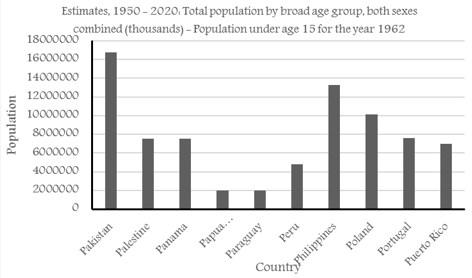 Estimates, 1950 - 2020: Total population by broad age group, both sexes
combined (thousands) - Population under age 15 for the year 1962
18000000
16000000
14000000
12000000
10000000
8000000
6000000
4000000
2000000
0
Population
Pakistan
Palestine
Panama
Papua...
Paraguay
Peru
Philippines
Poland
Portugal
Puerto Rico
Country